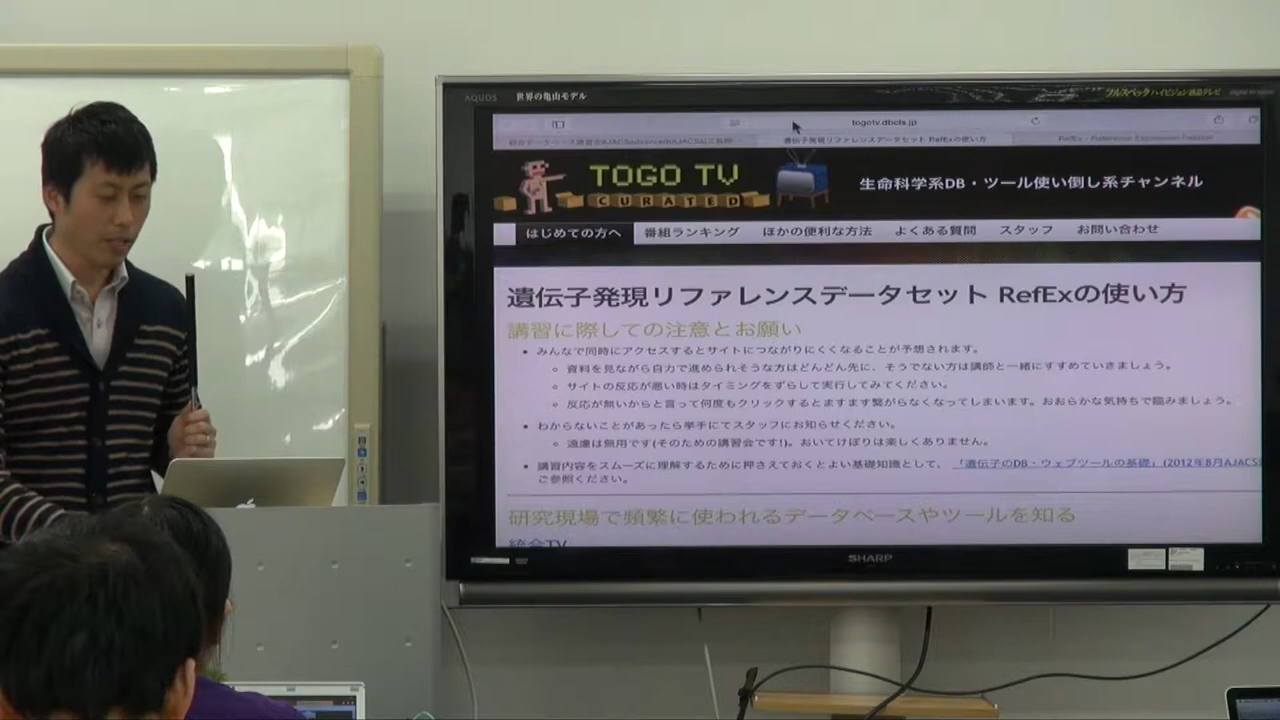 AQUOS 世界の亀山モデル
フルスペックハイビジョン液晶テレビ
togotv.dbcls.jp
遺伝子発現リファレンスデータセット RefExの使い方
TOGO TV
CURATED
生命科学系DB・ツール使い倒し系チャンネル
はじめての方へ 番組ランキング ほかの便利な方法 よくある質問 スタッフ お問い合わせ
遺伝子発現リファレンスデータセット RefExの使い方
講習に際しての注意とお願い
みんなで同時にアクセスするとサイトにつながりにくくなることが予想されます。
資料を見ながら自力で進められそうな方はどんどん先に、そうでない方は講師と一緒にすすめていきましょう。
サイトの反応が悪い時はタイミングをずらして実行してみてください。
反応が無いからと言って何度もクリックするとますます繋がらなくなってしまいます。おおらかな気持ちで臨みましょう。
わからないことがあったら挙手にてスタッフにお知らせください。
遠慮は無用です(そのための講習会です!)。おいてけぼりは楽しくありません。
講習内容をスムーズに理解するために押さえておくとよい基礎知識として、「遺伝子のDB・ウェブツールの基礎」(2012年8月AJACS
ご参照ください。
研究現場で頻繁に使われるデータベースやツールを知る
統合TV
SHARP